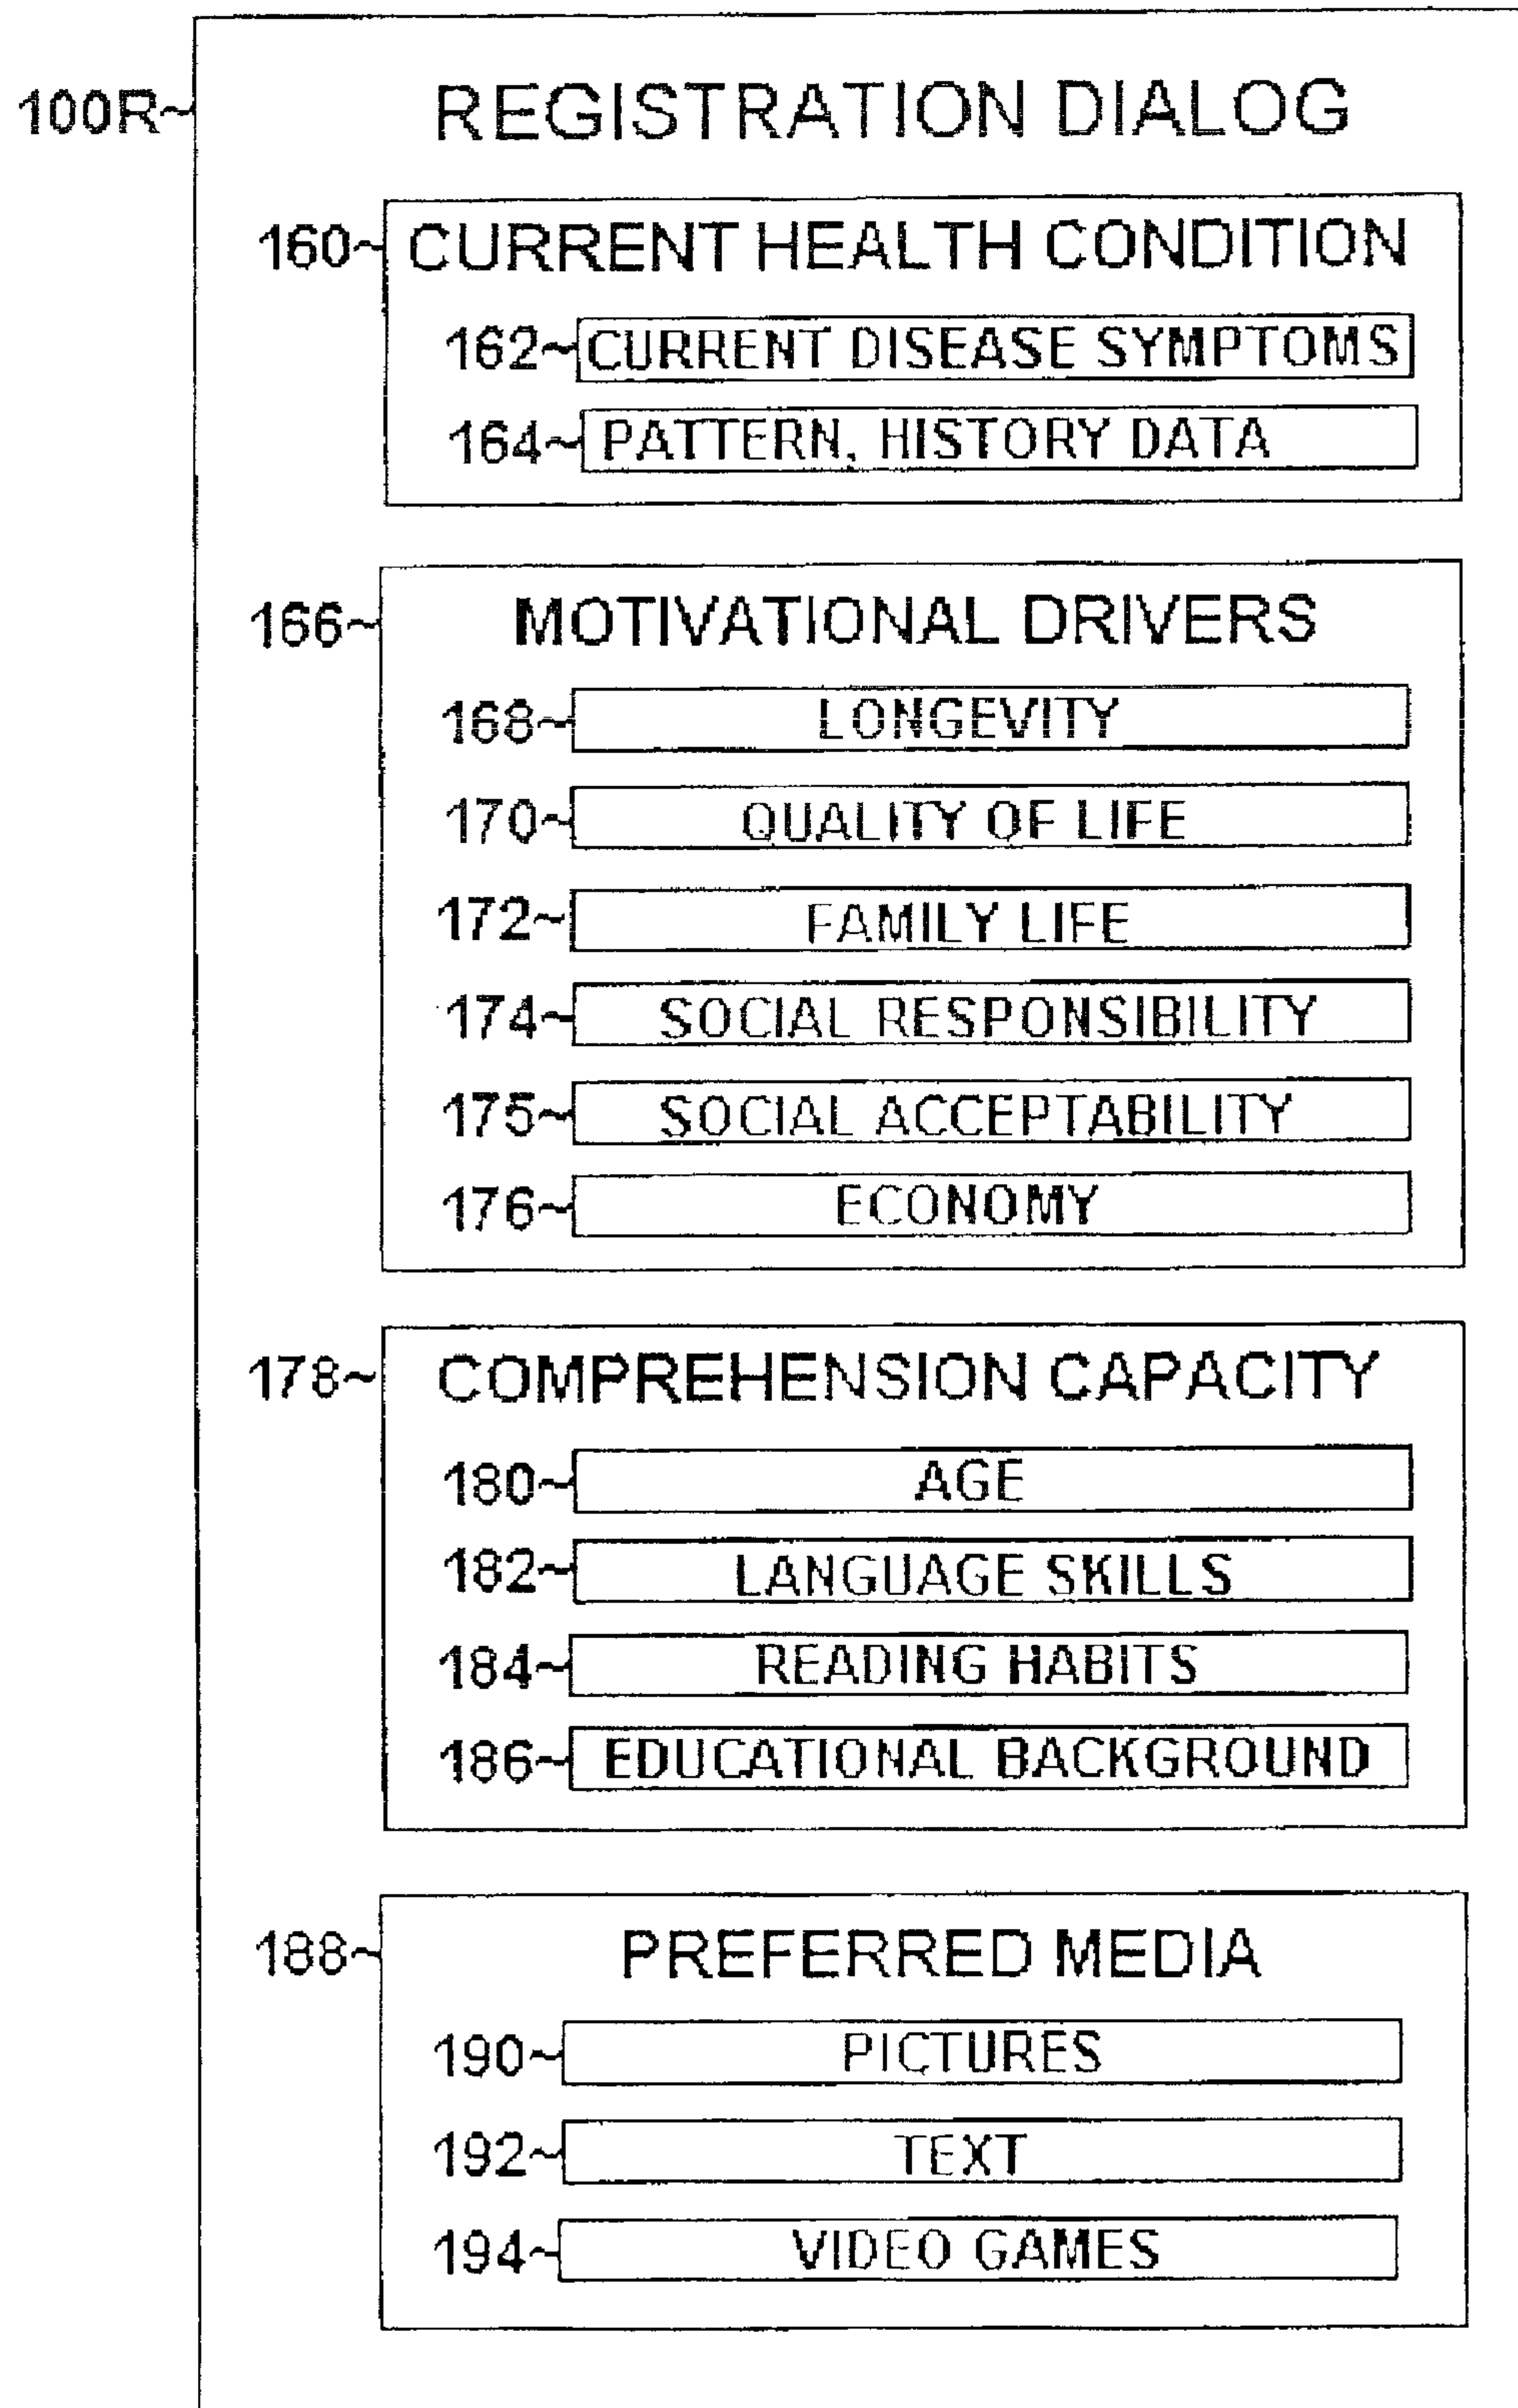 100R REGISTRATION DIALOG
160 CURRENT HEALTH CONDITION
162 CURRENT DISEASE SYMPTOMS
164 PATTERN, HISTORY DATA
166 MOTIVATIONAL DRIVERS
168 LONGEVITY
170 QUALITY OF LIFE
172 FAMILY LIFE
174 SOCIAL RESPONSIBILITY
175 SOCIAL ACCEPTABILITY
176 ECONOMY
178 COMPREHENSION CAPACITY
180 AGE
182 LANGUAGE SKILLS
184 READING HABITS
186 EDUCATIONAL BACKGROUND
188 PREFERRED MEDIA
190 PICTURES
192 TEXT
194 VIDEO GAMES